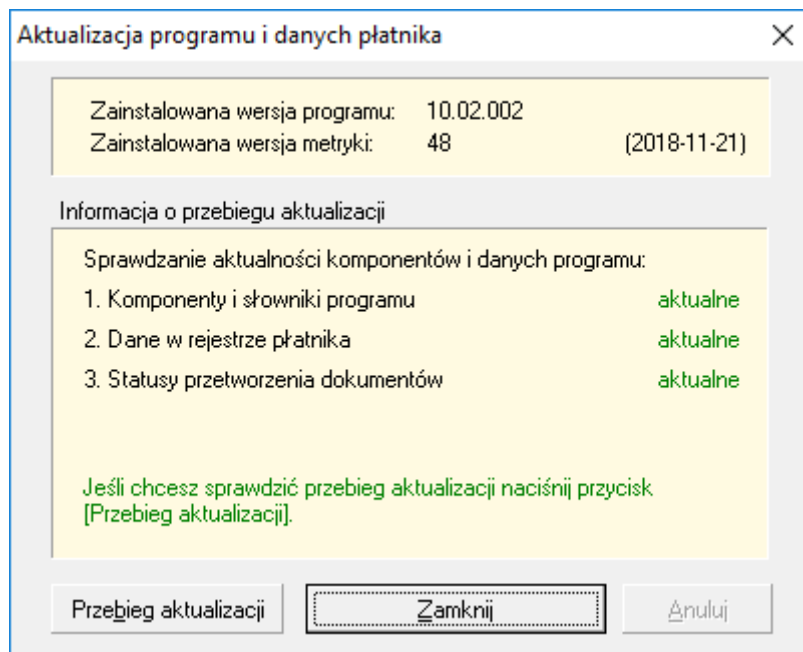 Aktualizacja programu i danych płatnika
Zainstalowana wersja programu: 10.02.002
Zainstalowana wersja metryki: 48 (2018-11-21)
Informacja o przebiegu aktualizacji
Sprawdzanie aktualności komponentów i danych programu:
1. Komponenty i słowniki programu aktualne
2. Dane w rejestrze płatnika aktualne
3. Statusy przetworzenia dokumentów aktualne
Jeśli chcesz sprawdzić przebieg aktualizacji naciśnij przycisk
[Przebieg aktualizacji].
Przebieg aktualizacji Zamknij Anuluj